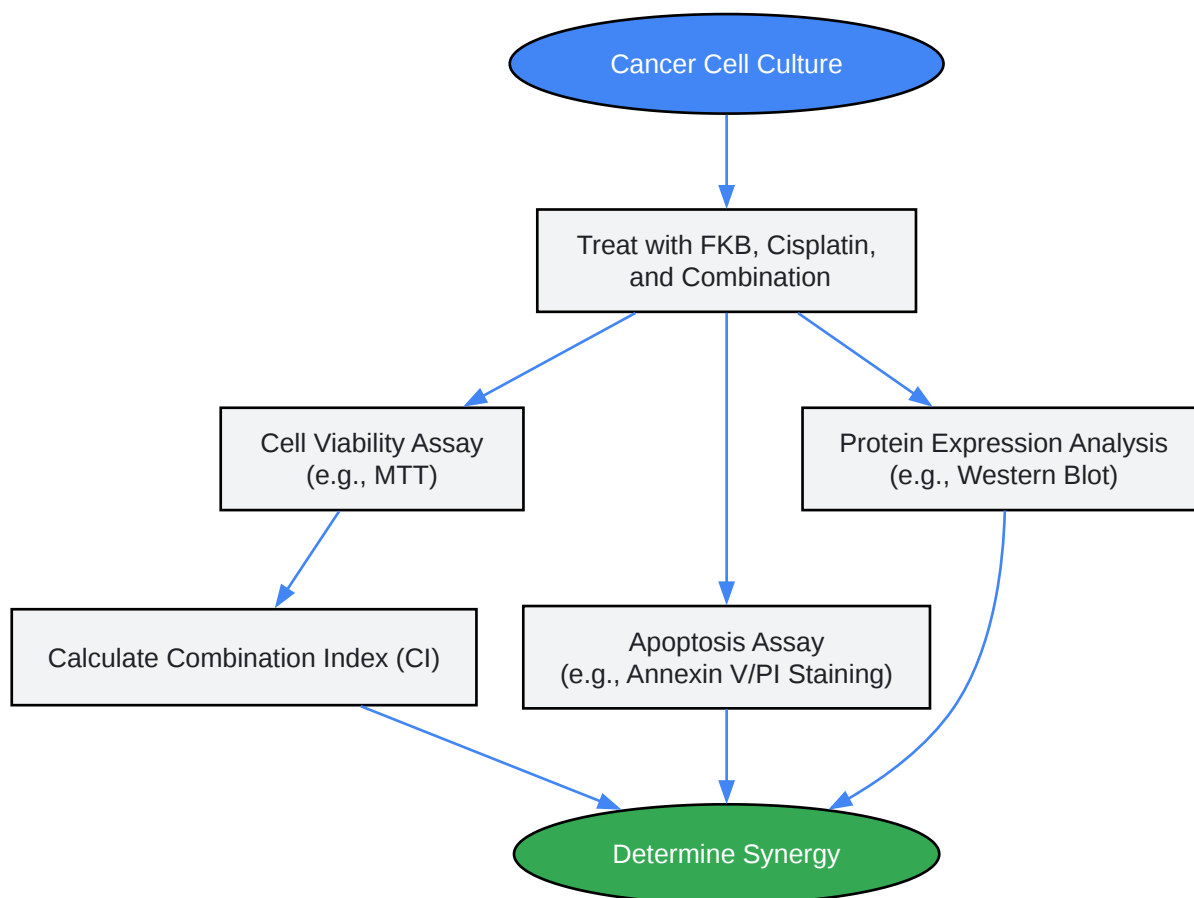 Cancer Cell Culture
Treat with FKB, Cisplatin,
and Combination
Cell Viability Assay
(e.g., MTT)
Protein Expression Analysis
(e.g., Western Blot)
Calculate Combination Index (CI)
Apoptosis Assay
(e.g., Annexin V/PI Staining)
Determine Synergy